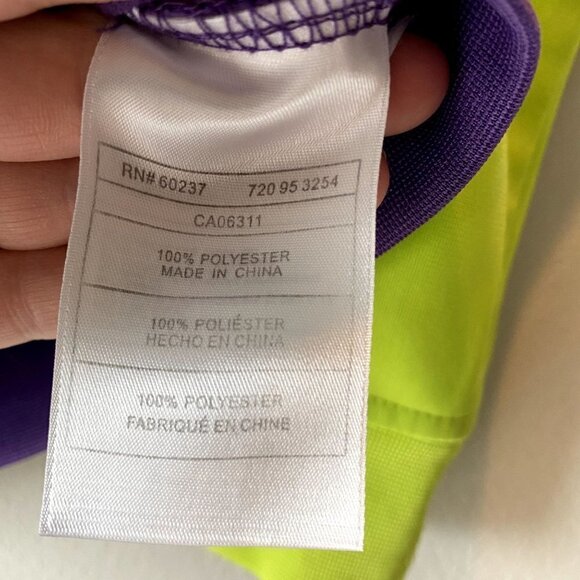 RN# 60237 720 95 3254
CA06311
100% POLYESTER
MADE IN CHINA
100% POLIÉSTER
HECHO EN CHINA
100% POLYESTER
FABRIQUÉ EN CHINE